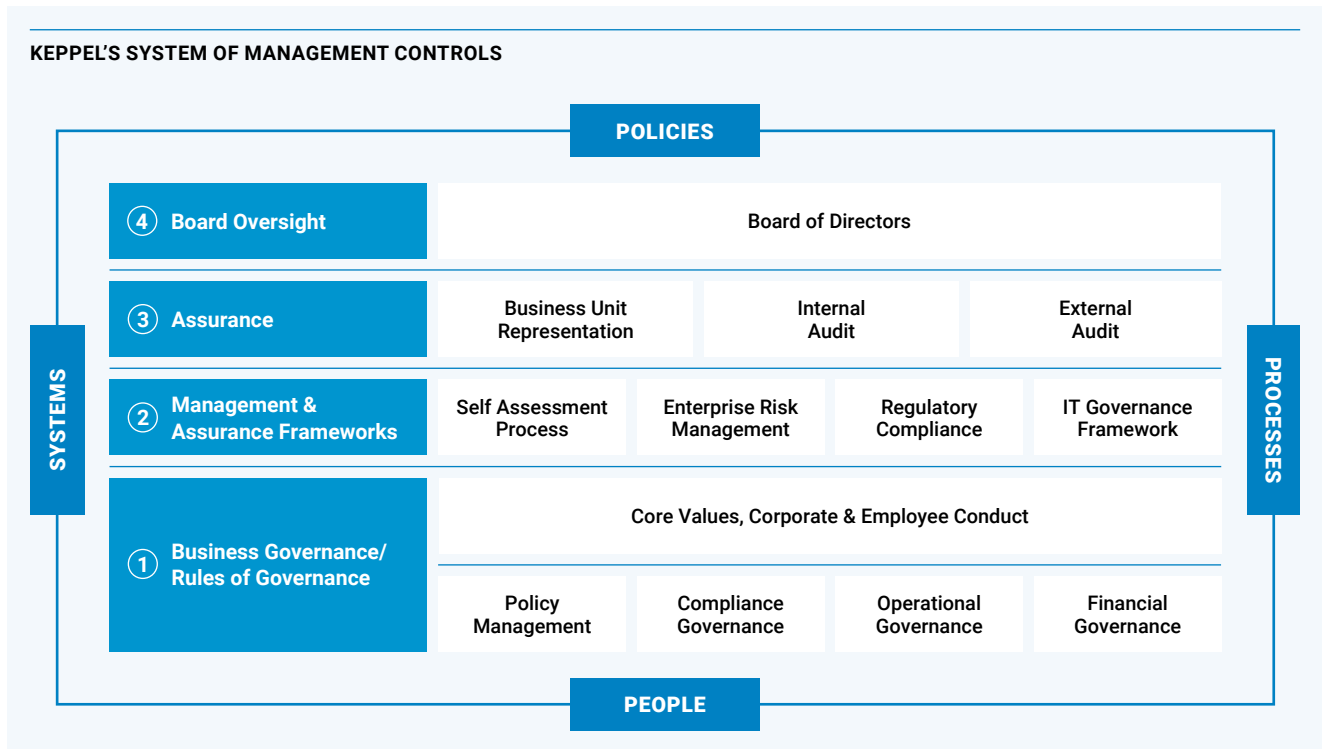 KEPPEL’S SYSTEM OF MANAGEMENT CONTROLS
POLICIES
SYSTEMS
4 Board Oversight
Board of Directors
3 Assurance
Business Unit
Representation
Internal
Audit
External
Audit
2 Management &
Assurance Frameworks
Self Assessment
Process
Enterprise Risk
Management
Regulatory
Compliance
IT Governance
Framework
1 Business Governance/
Rules of Governance
Core Values, Corporate & Employee Conduct
Policy
Management
Compliance
Governance
Operational
Governance
Financial
Governance
PROCESSES
PEOPLE